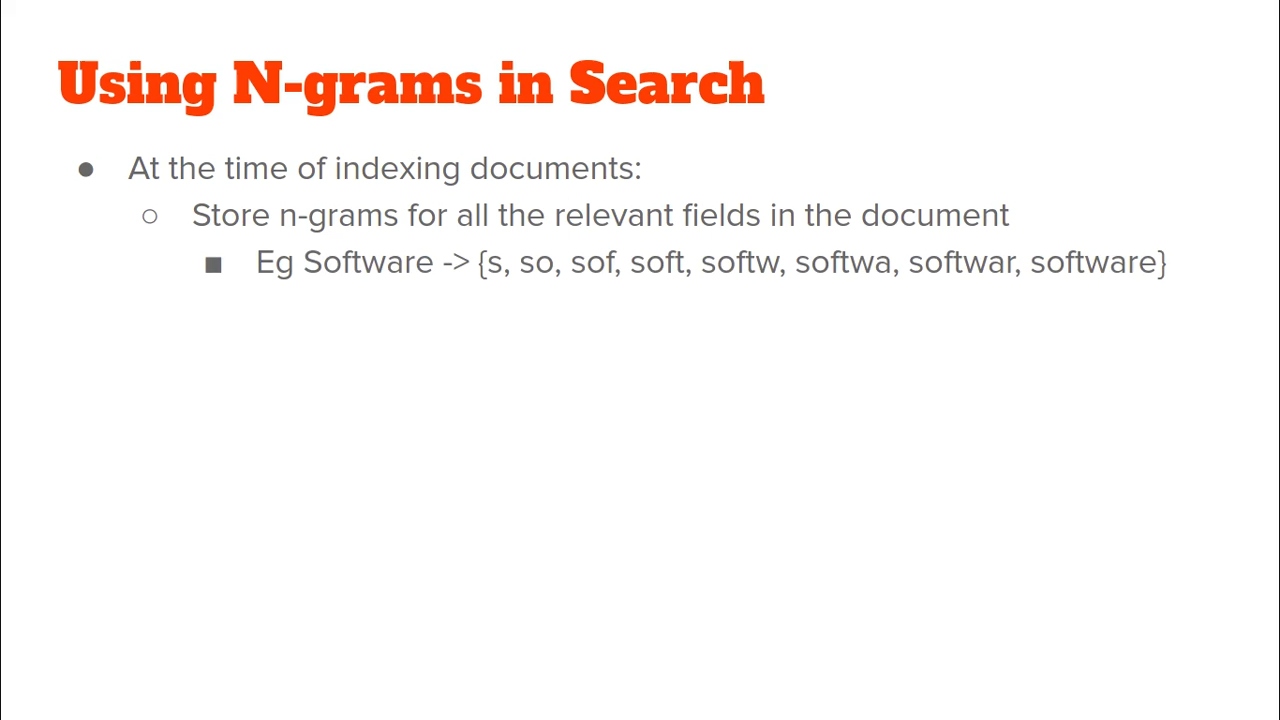 Using N-grams in Search
● At the time of indexing documents:
○ Store n-grams for all the relevant fields in the document
■ Eg Software -> {s, so, sof, soft, softw, softwa, softwar, software}